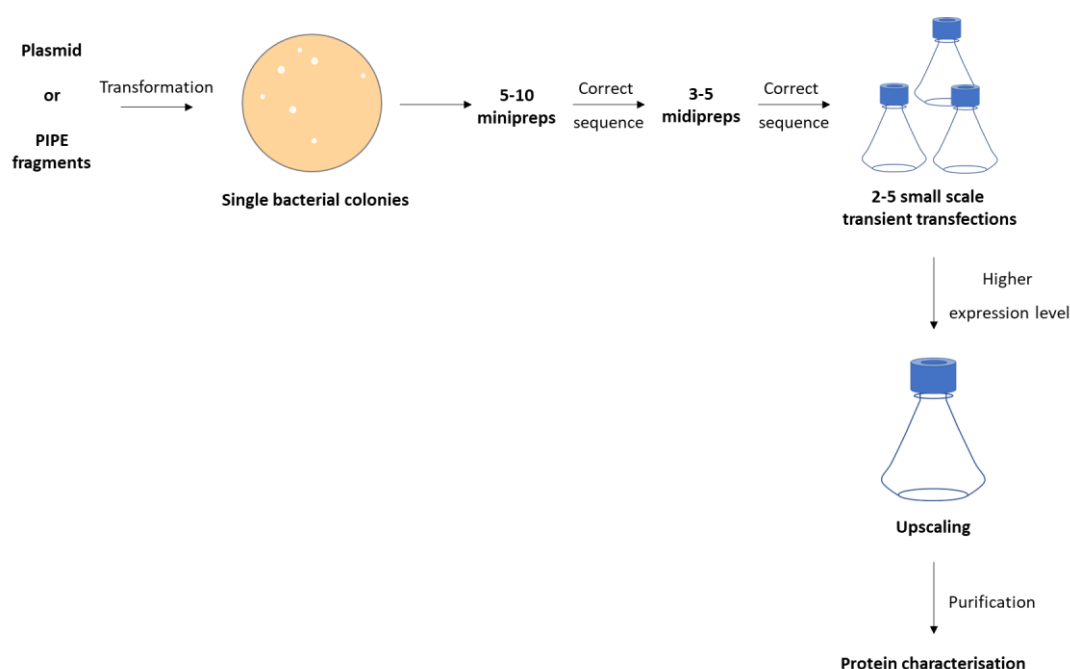 Plasmid
or
PIPE
fragments
Transformation
Single bacterial colonies
5-10
minipreps
Correct
sequence
3-5
midipreps
Correct
sequence
2-5 small scale
transient transfections
Higher
expression level
Upscaling
Purification
Protein characterisation